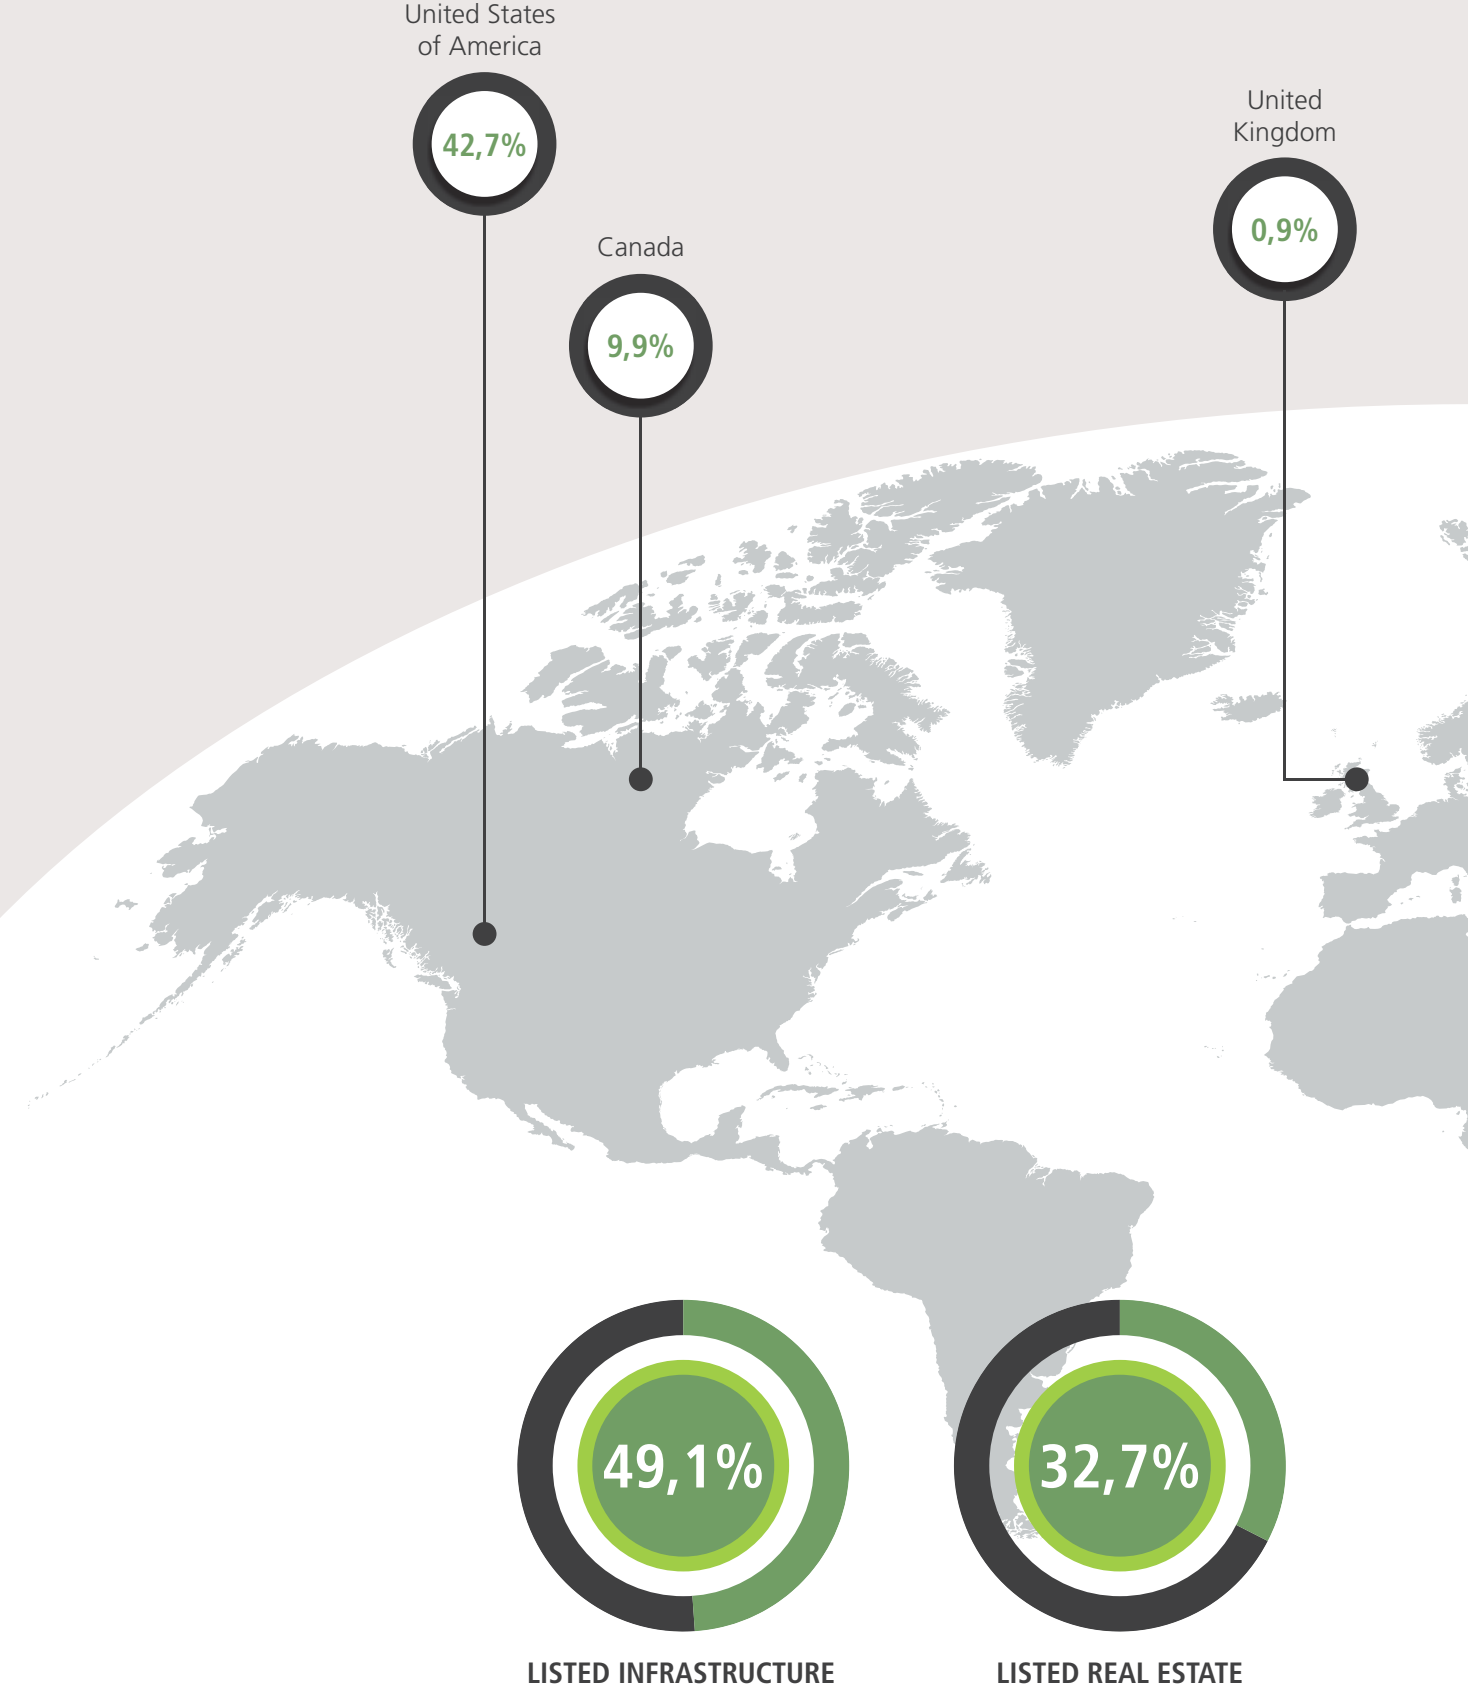 United States
of America
42,7%
United
Kingdom
0,9%
Canada
9,9%
49,1%
32,7%
LISTED INFRASTRUCTURE
LISTED REAL ESTATE